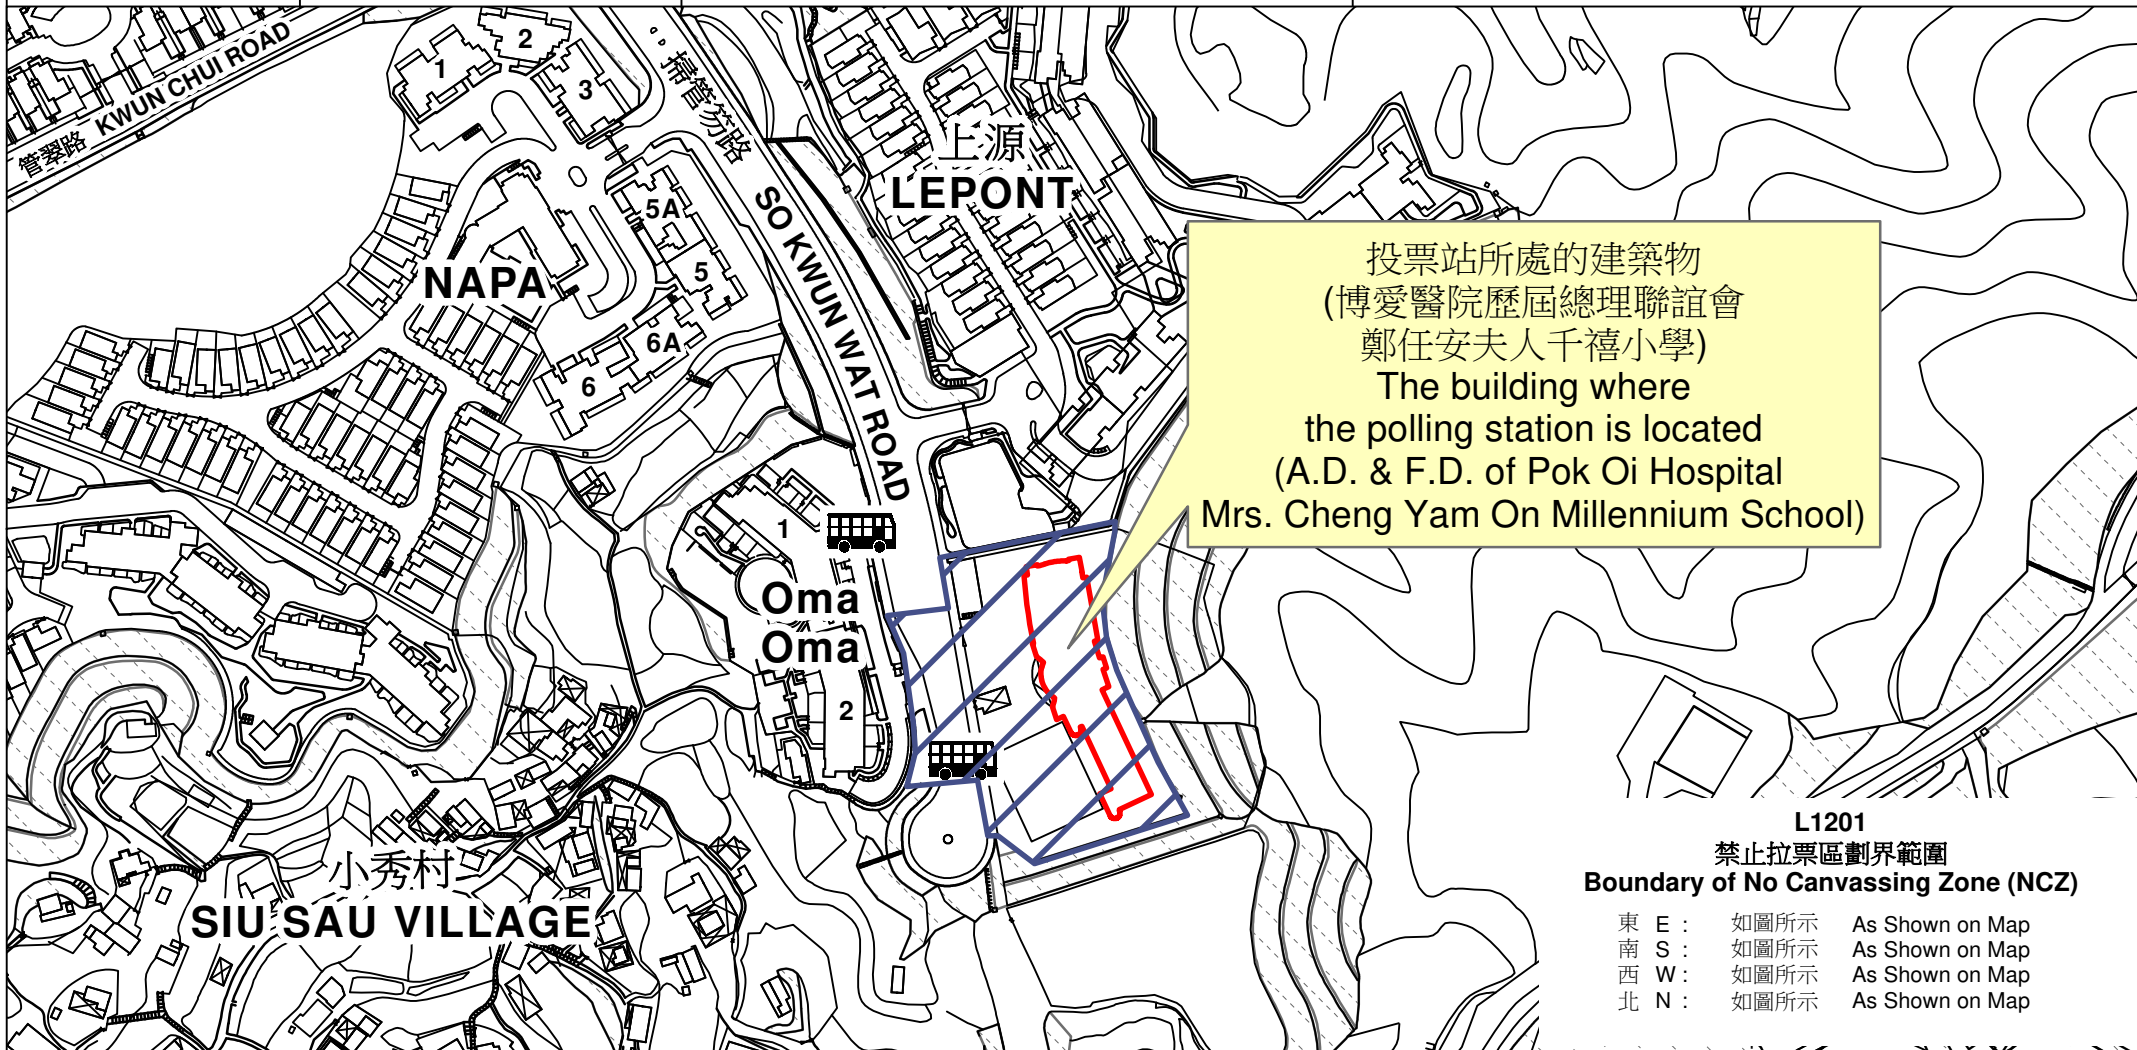 管翠路 KWUN CHUI ROAD
1
2
3
掃管笏路
SO KWUN WAT ROAD
上源
LEPONT
5A
5
NAPA
6A
6
投票站所處的建築物
(博愛醫院歷屆總理聯誼會
鄭任安夫人千禧小學)
The building where
the polling station is located
(A.D. & F.D. of Pok Oi Hospital
Mrs. Cheng Yam On Millennium School)
1
Oma
Oma
2
小秀村
SIU SAU VILLAGE
L1201
禁止拉票區劃界範圍
Boundary of No Canvassing Zone (NCZ)
東 E : 如圖所示 As Shown on Map
南 S : 如圖所示 As Shown on Map
西 W : 如圖所示 As Shown on Map
北 N : 如圖所示 As Shown on Map